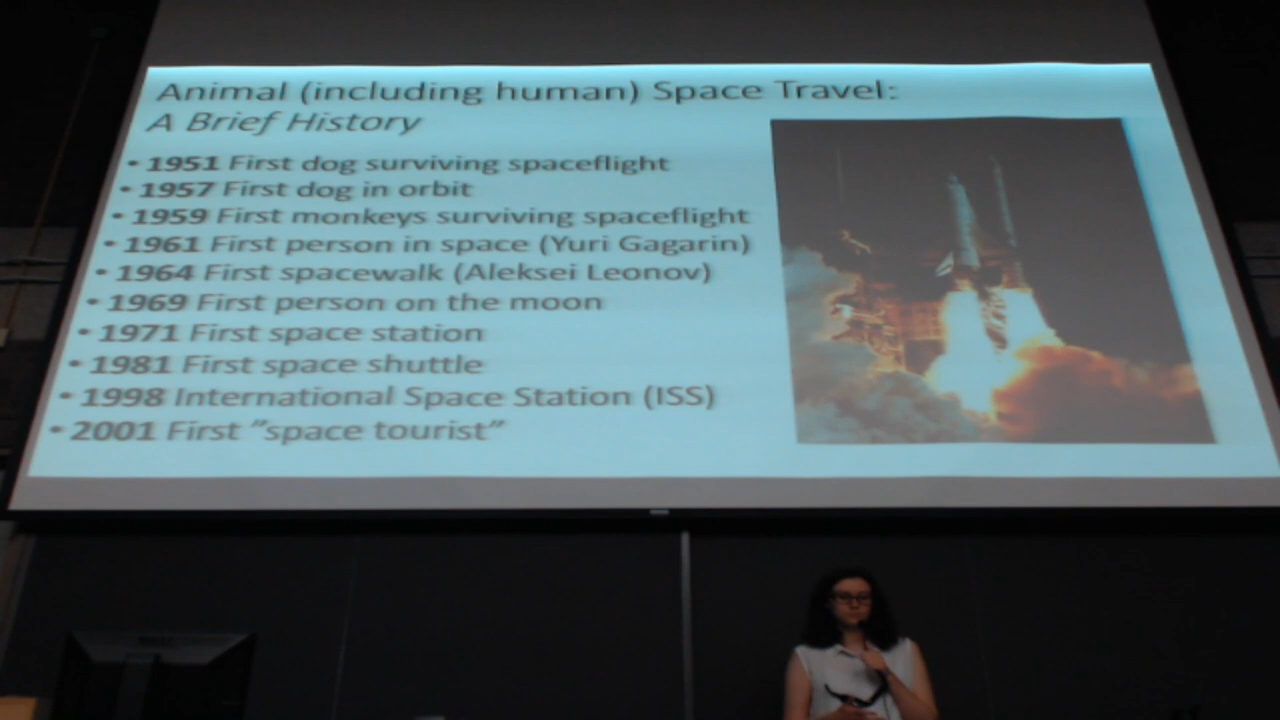 Animal (including human) Space Travel:
A Brief History
• 1951 First dog surviving spaceflight
• 1957 First dog in orbit
• 1959 First monkeys surviving spaceflight
• 1961 First person in space (Yuri Gagarin)
• 1964 First spacewalk (Aleksei Leonov)
• 1969 First person on the moon
• 1971 First space station
• 1981 First space shuttle
• 1998 International Space Station (ISS)
• 2001 First "space tourist"